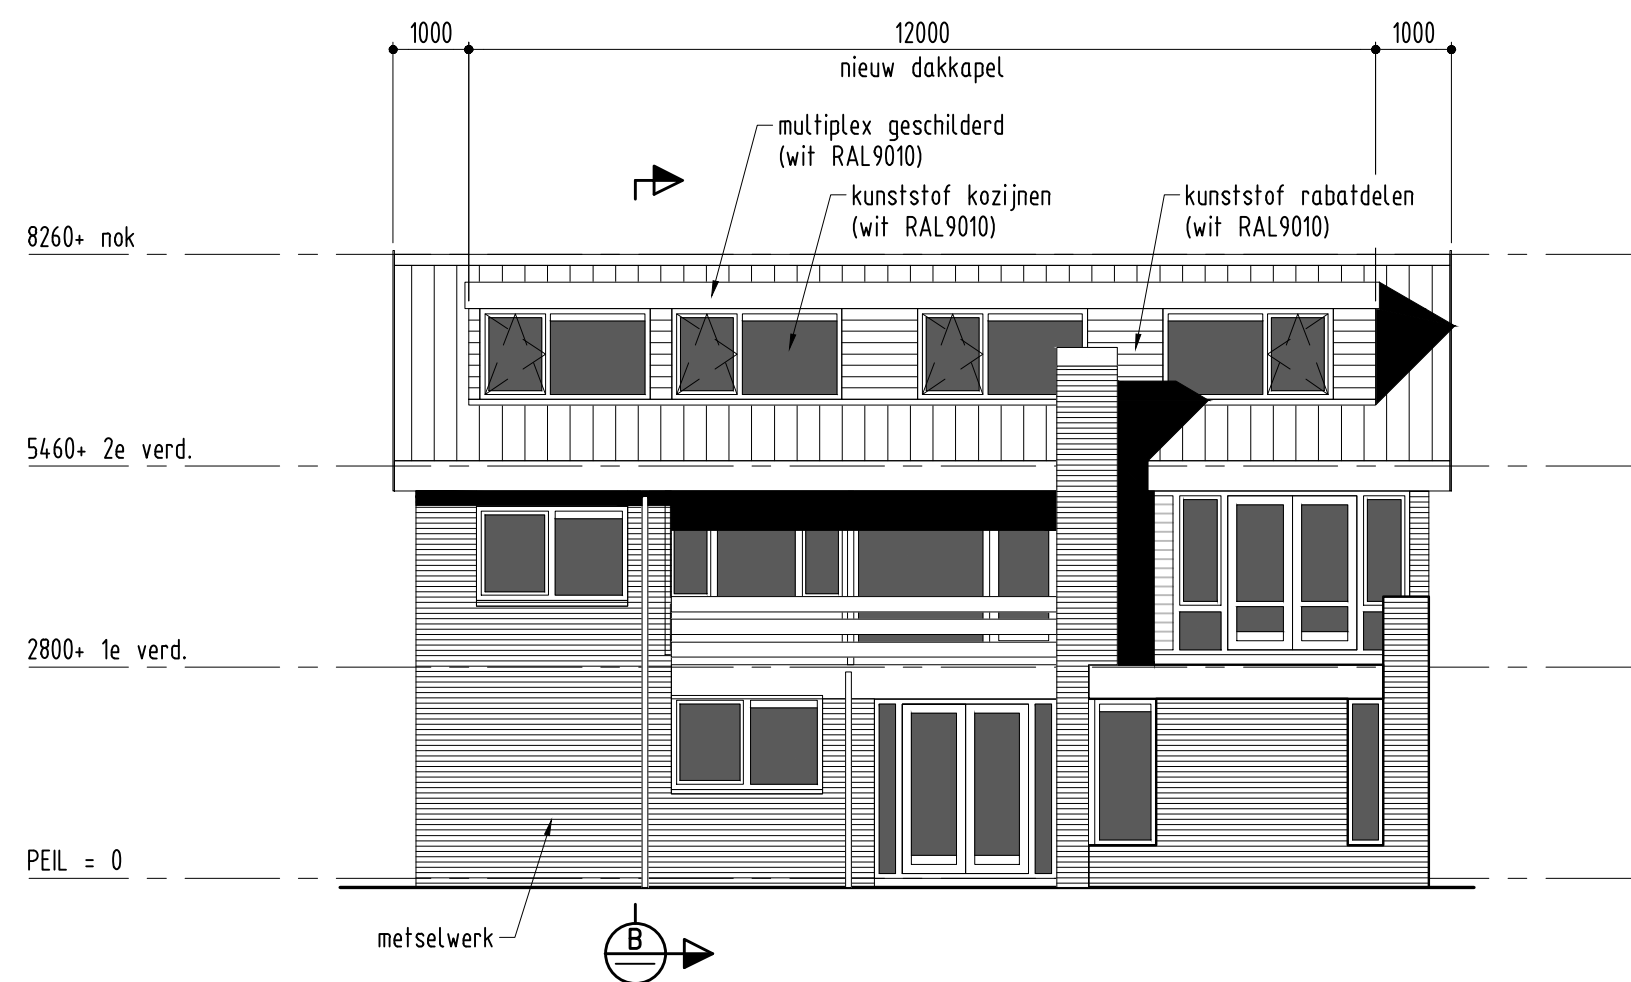 1000
12000
1000
nieuw dakkapel
multiplex geschilderd
(wit RAL9010)
kunststof kozijnen
(wit RAL9010)
kunststof rabatdelen
(wit RAL9010)
8260+ nok
5460+ 2e verd.
2800+ 1e verd.
PEIL = 0
metselwerk
B